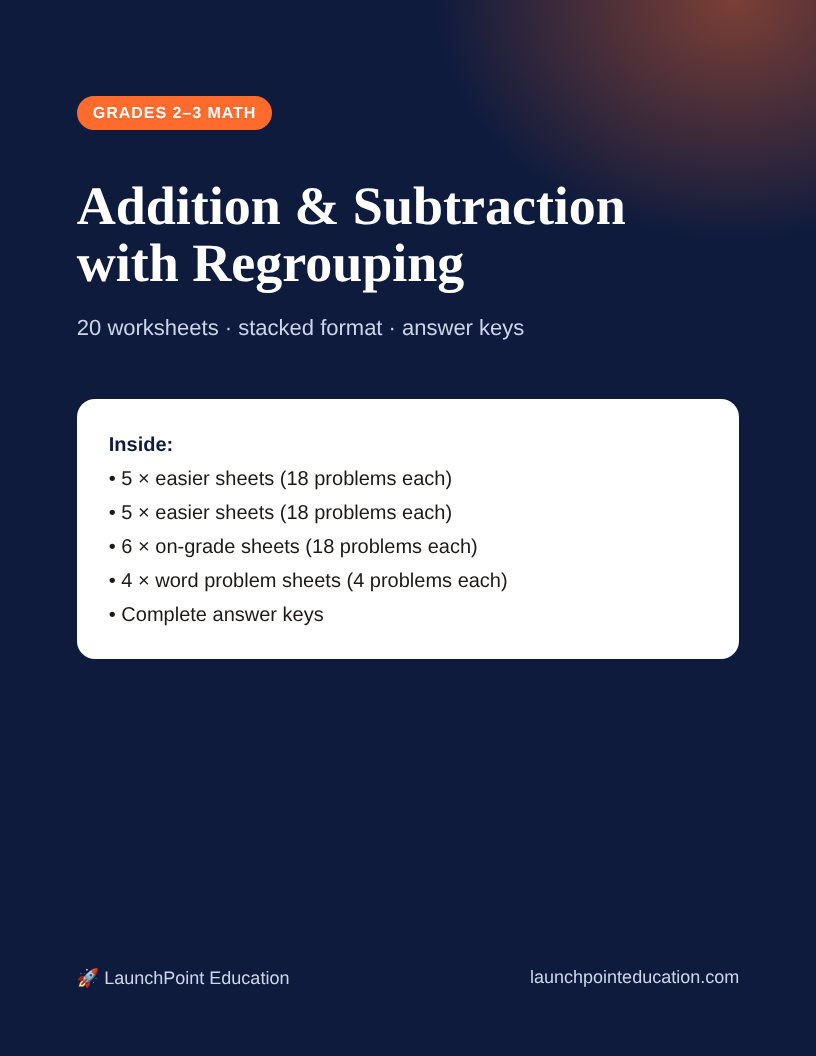 GRADES 2–3 MATH
Addition & Subtraction
with Regrouping
20 worksheets · stacked format · answer keys
Inside:
• 5 × easier sheets (18 problems each)
• 5 × easier sheets (18 problems each)
• 6 × on-grade sheets (18 problems each)
• 4 × word problem sheets (4 problems each)
• Complete answer keys
🚀 LaunchPoint Education
launchpointeducation.com